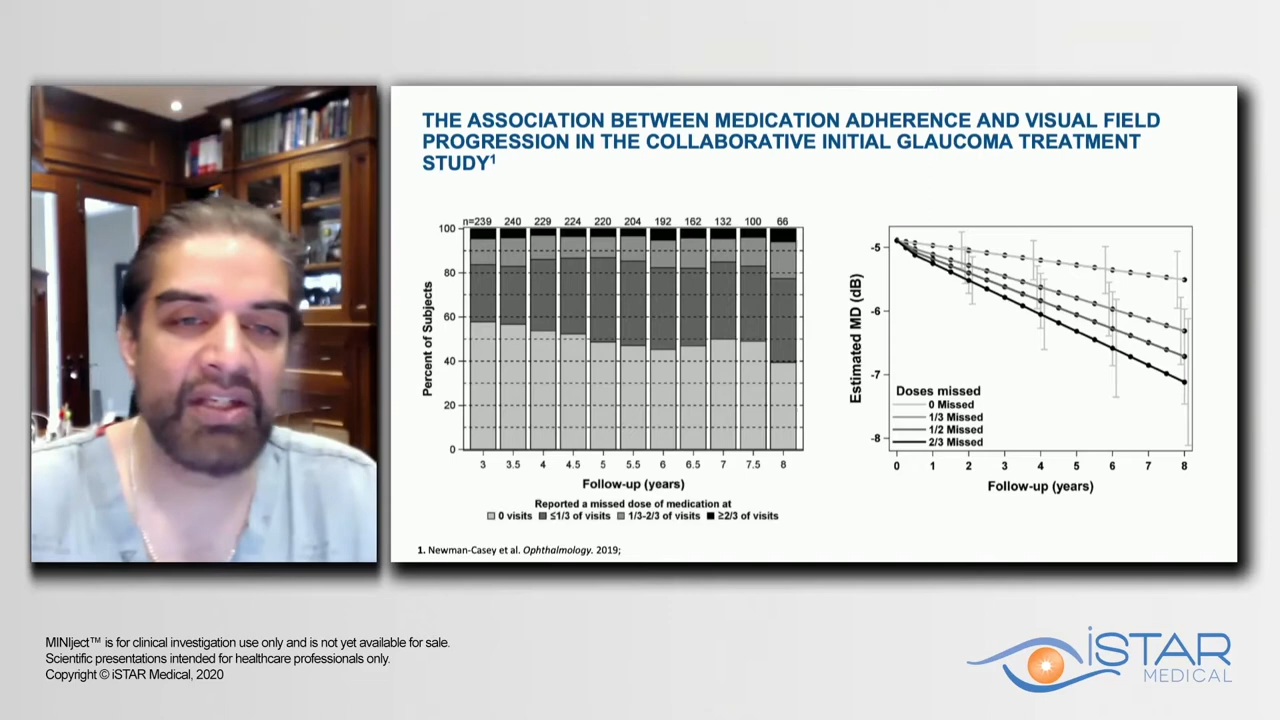 THE ASSOCIATION BETWEEN MEDICATION ADHERENCE AND VISUAL FIELD
PROGRESSION IN THE COLLABORATIVE INITIAL GLAUCOMA TREATMENT
STUDY1
n=239 240 229 224 220 204 192 162 132 100 66
100
80
60
40
20
0
Percent of Subjects
3 3.5 4 4.5 5 5.5 6 6.5 7 7.5 8
Follow-up (years)
Reported a missed dose of medication at
0 visits ≤1/3 of visits 1/3-2/3 of visits ≥2/3 of visits
-5
-6
-7
-8
Estimated MD (dB)
Doses missed
0 Missed
1/3 Missed
1/2 Missed
2/3 Missed
0 1 2 3 4 5 6 7 8
Follow-up (years)
1. Newman-Casey et al. Ophthalmology. 2019;
MINIject™ is for clinical investigation use only and is not yet available for sale.
Scientific presentations intended for healthcare professionals only.
Copyright © iSTAR Medical, 2020
iSTAR
MEDICAL